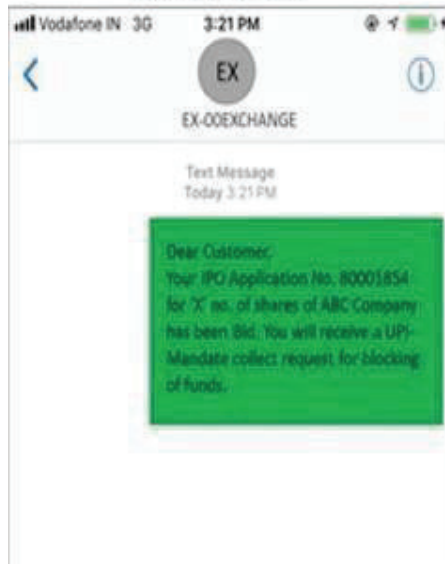 Vodafone IN 3G 3:21 PM
EX
EX-00EXCHANGE
Text Message
Today 3:21 PM
Dear Customer,
Your IPO Application No. 80001854
for 'X' no. of shares of ABC Company
has been Bid. You will receive a UPI-
Mandate collect request for blocking
of funds.